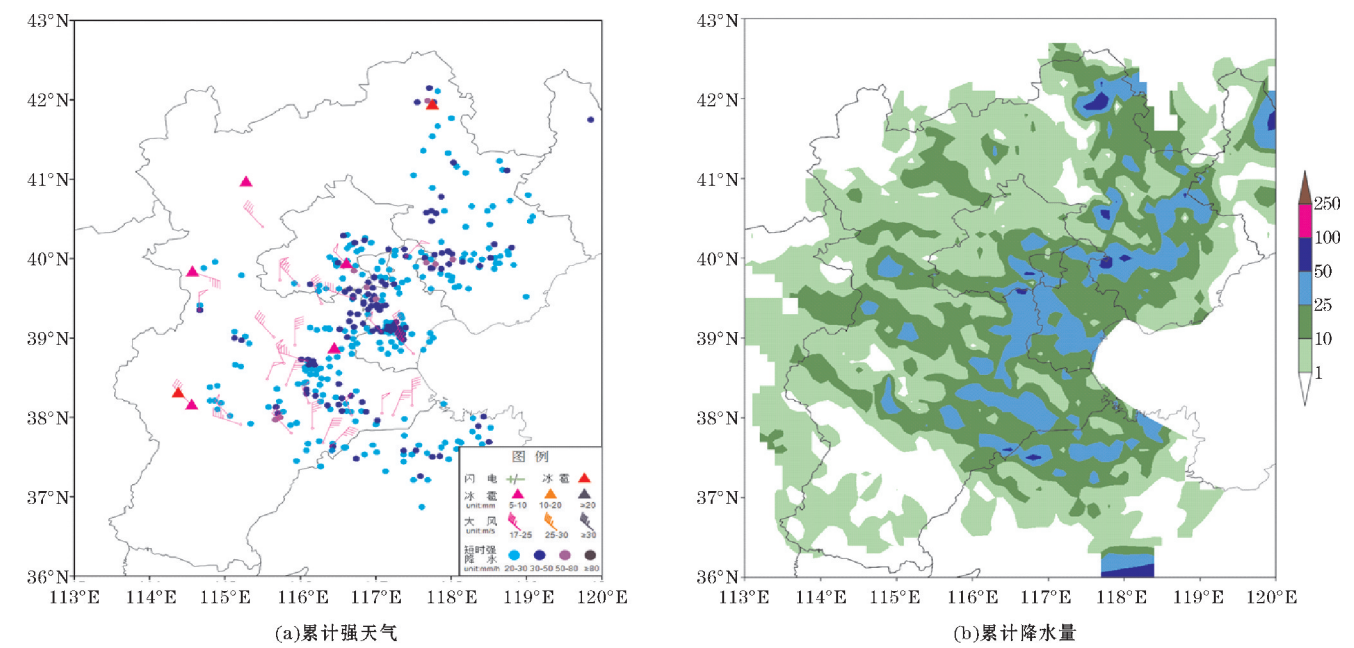 43°N
42°N
41°N
40°N
39°N
38°N
37°N
36°N
113°E 114°E 115°E 116°E 117°E 118°E 119°E 120°E
图 例
闪 电 冰 雹
冰 雹
unit:mm 5-10 10-20 ≥20
大 风
unit:m/s 17-25 25-30 ≥30
短时强
降 水
unit:mm/h 20-30 30-50 50-80 ≥80
(a)累计强天气
43°N
42°N
41°N
40°N
39°N
38°N
37°N
36°N
113°E 114°E 115°E 116°E 117°E 118°E 119°E 120°E
250
100
50
25
10
1
(b)累计降水量